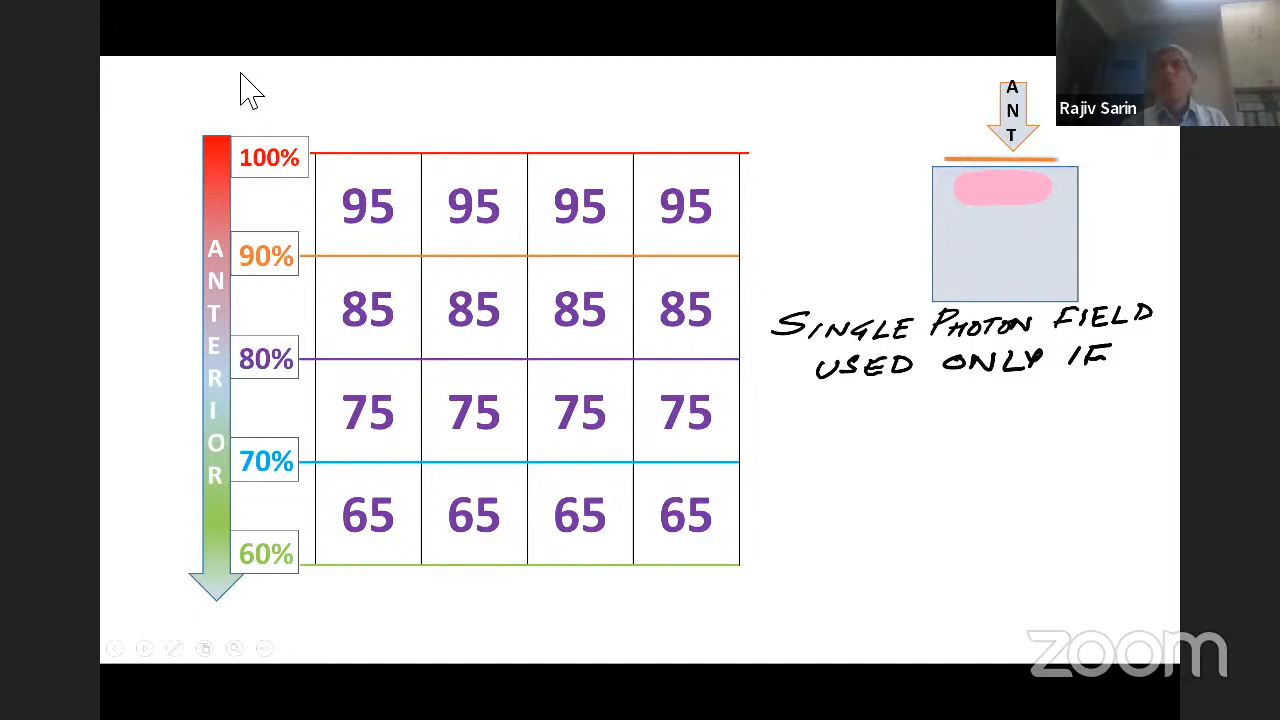 Rajiv Sarin
A
N
T
100%
90%
80%
70%
60%
A
N
T
E
R
I
O
R
95 95 95 95
85 85 85 85
75 75 75 75
65 65 65 65
SINGLE PHOTON FIELD
USED ONLY IF
zoom